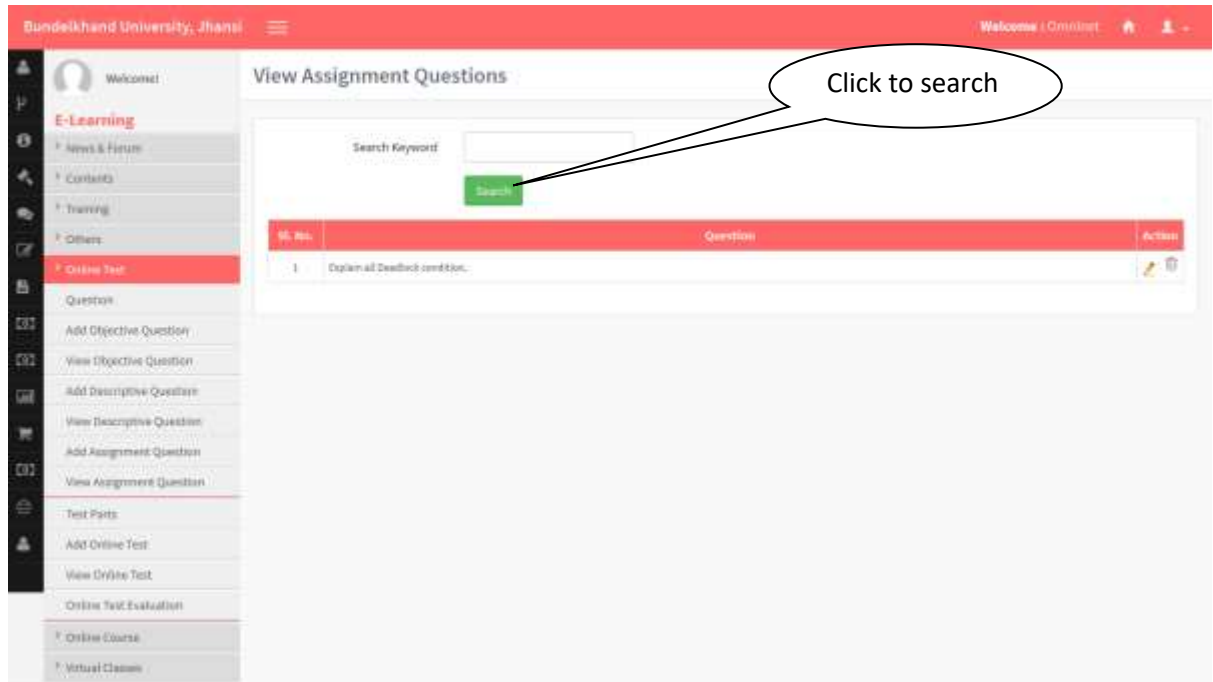 Bundelkhand University, Jhansi
Welcome : Omninet
Welcome!
View Assignment Questions
Click to search
E-Learning
News & Forum
Contents
Training
Others
Online Test
Question
Add Objective Question
View Objective Question
Add Descriptive Question
View Descriptive Question
Add Assignment Question
View Assignment Question
Test Parts
Add Online Test
View Online Test
Online Test Evaluation
Online Course
Virtual Classes
Search Keyword
Search
Sl. No. Question Action
1 Explain all Deadlock condition.